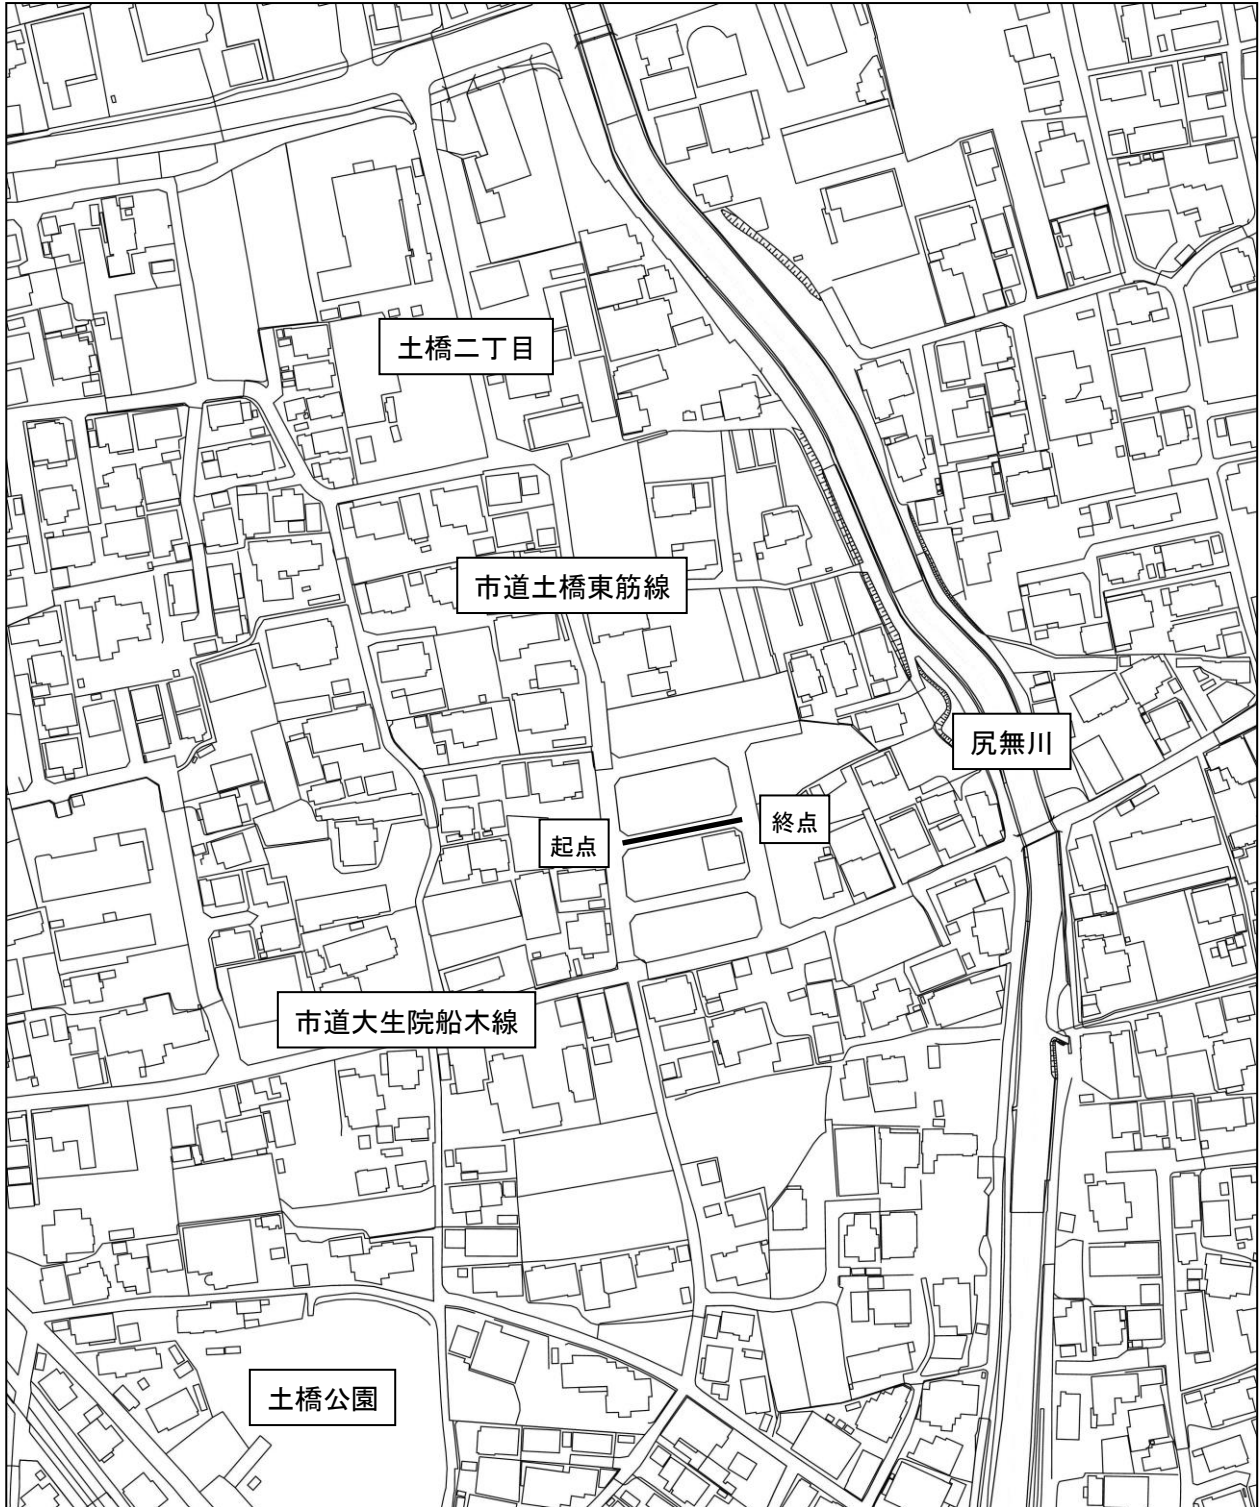 土橋二丁目
市道土橋東筋線
尻無川
終点
起点
市道大生院船木線
土橋公園